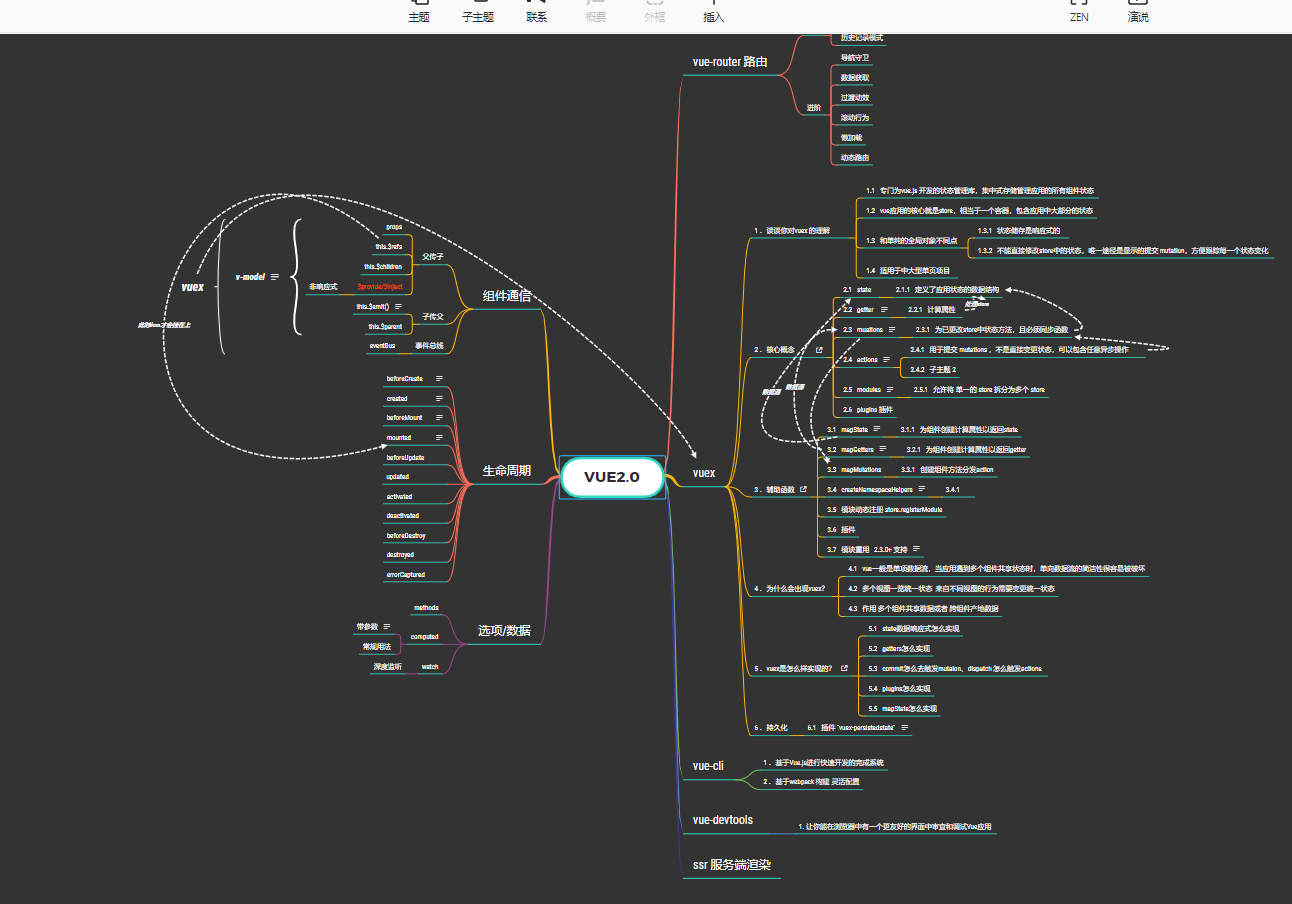 主题
子主题
联系
概要
外框
插入
ZEN
演说
vue-router 路由
历史记录模式
进阶
导航守卫
数据获取
过渡动效
滚动行为
懒加载
动态路由
VUE2.0
组件通信
vuex
v-model
父传子
props
this.$refs
this.$children
$provide/$inject
非响应式
子传父
this.$emit()
this.$parent
事件总线
eventBus
生命周期
beforeCreate
created
beforeMount
mounted
beforeUpdate
updated
activated
deactivated
beforeDestroy
destroyed
errorCaptured
选项/数据
methods
computed
带参数
常规用法
watch
深度监听
vuex
1 . 谈谈你对vuex 的理解
1.1 专门为vue.js 开发的状态管理库，集中式存储管理应用的所有组件状态
1.2 vue应用的核心就是store，相当于一个容器，包含应用中大部分的状态
1.3 和单纯的全局对象不同点
1.3.1 状态储存是响应式的
1.3.2 不能直接修改store中的状态、唯一途径是显示的提交 mutation，方便跟踪每一个状态变化
1.4 适用于中大型单页项目
2 . 核心概念
2.1 state
2.1.1 定义了应用状态的数据结构
2.2 getter
2.2.1 计算属性
2.3 muations
2.3.1 为已更改store中状态方法，且必须同步函数
2.4 actions
2.4.1 用于提交 mutations ，不是直接变更状态，可以包含任意异步操作
2.4.2 子主题 2
2.5 modules
2.5.1 允许将 单一的 store 拆分为多个 store
2.6 plugins 插件
数据源
数据源
3 . 辅助函数
3.1 mapState
3.1.1 为组件创建计算属性以返回state
3.2 mapGetters
3.2.1 为组件创建计算属性以返回getter
3.3 mapMutations
3.3.1 创建组件方法分发action
3.4 createNamespaceHelpers
3.4.1
3.5 模块动态注册 store.registerModule
3.6 插件
3.7 模块重用 2.3.0+ 支持
4 . 为什么会出现vuex?
4.1 vue一般是单项数据流，当应用遇到多个组件共享状态时，单向数据流的简洁性很容易被破坏
4.2 多个视图一览统一状态 来自不同视图的行为需要变更统一状态
4.3 作用 多个组件共享数据或者 跨组件产地数据
5 . vuex是怎么样实现的?
5.1 state数据响应式怎么实现
5.2 getters怎么实现
5.3 commit怎么去触发mutaion、dispatch 怎么触发actions
5.4 plugins怎么实现
5.5 mapState怎么实现
6 . 持久化
6.1 插件 "vuex-persistedstate"
vue-cli
1 . 基于Vue.js进行快速开发的完成系统
2 . 基于webpack 构建 灵活配置
vue-devtools
1. 让你能在浏览器中有一个更友好的界面中审查和调试Vue应用
ssr 服务端渲染